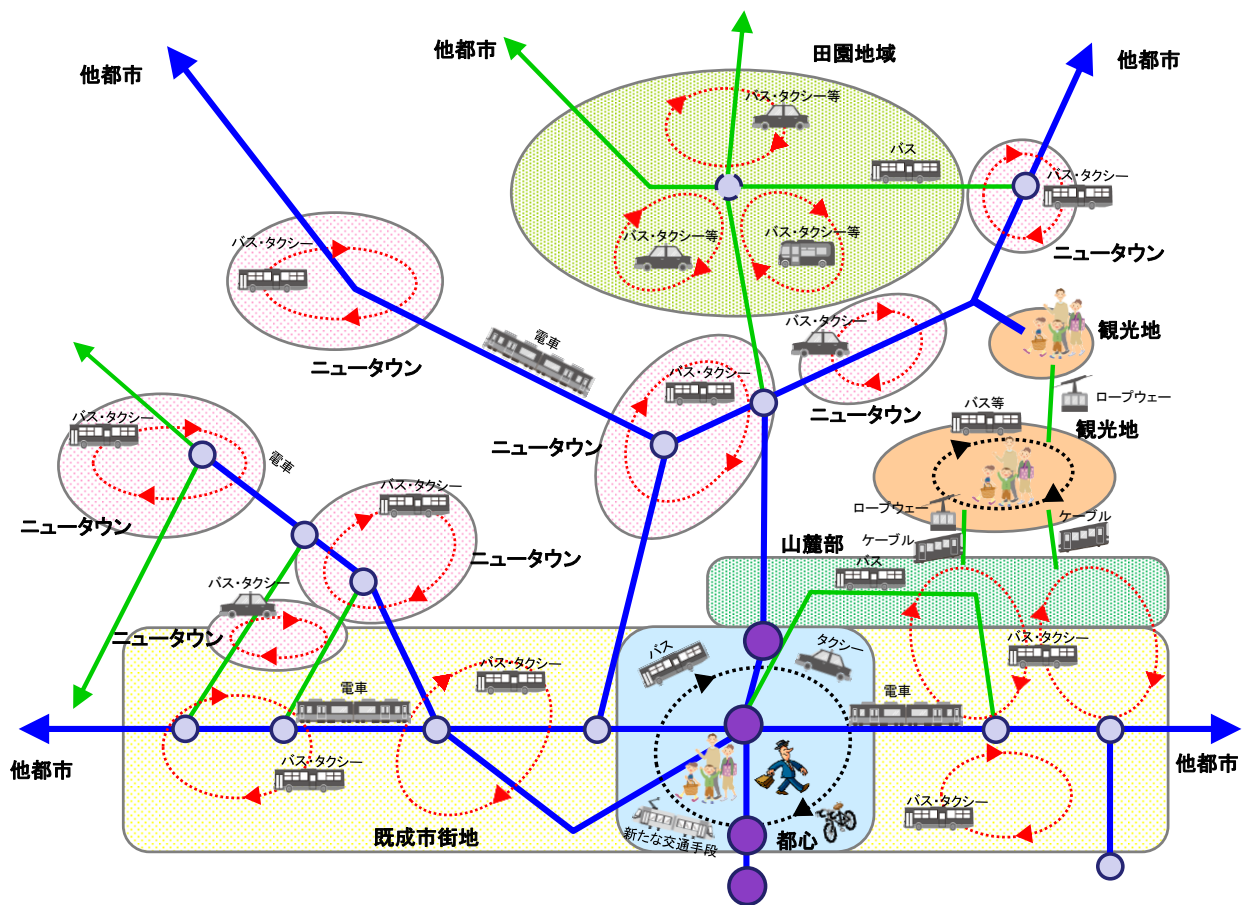 他都市
他都市
田園地域
他都市
バス・タクシー等
バス
バス・タクシー
バス・タクシー等
バス・タクシー等
バス・タクシー
ニュータウン
電車
バス・タクシー
観光地
ニュータウン
バス・タクシー
ロープウェー
バス等
バス・タクシー
ニュータウン
観光地
ニュータウン
電車
バス・タクシー
ロープウェー
ケーブル
ニュータウン
ケーブル
山麓部
バス
ニュータウン
バス・タクシー
ニュータウン
バス
タクシー
バス・タクシー
バス・タクシー
電車
電車
他都市
バス・タクシー
他都市
バス・タクシー
既成市街地
新たな交通手段
都心